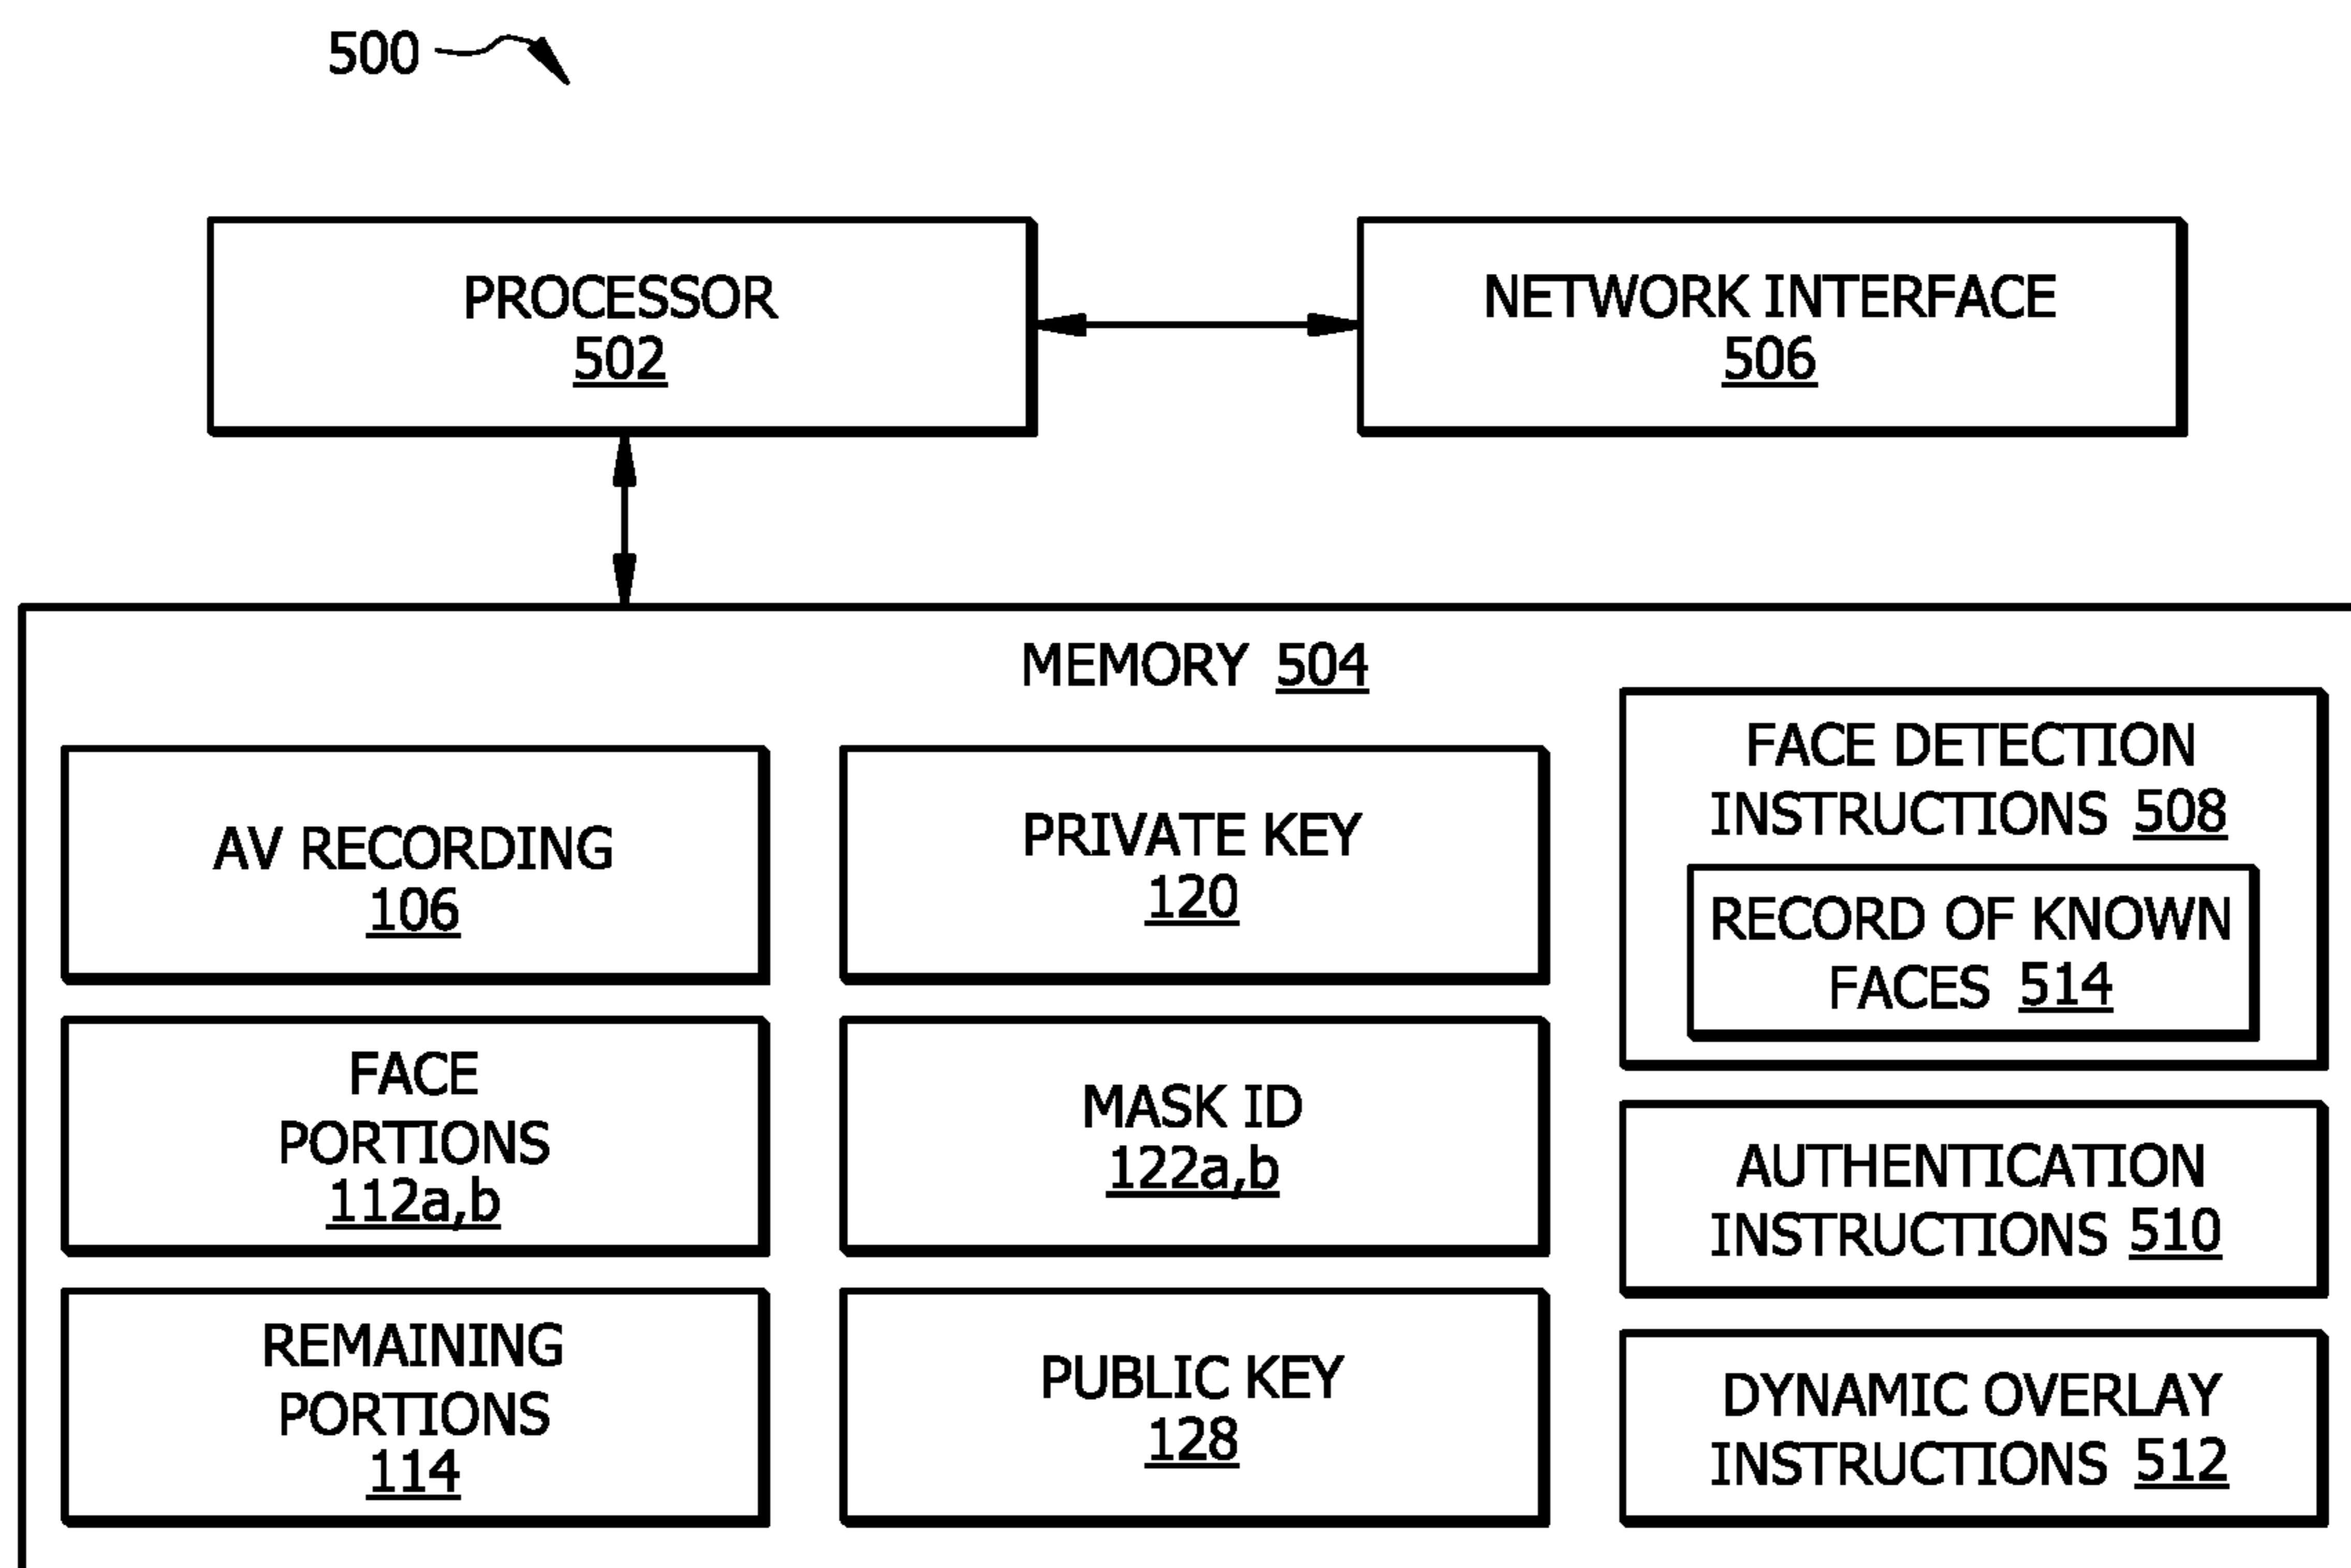 500
PROCESSOR
502
NETWORK INTERFACE
506
MEMORY 504
AV RECORDING
106
PRIVATE KEY
120
FACE DETECTION
INSTRUCTIONS 508
RECORD OF KNOWN
FACES 514
FACE
PORTIONS
112a,b
MASK ID
122a,b
AUTHENTICATION
INSTRUCTIONS 510
REMAINING
PORTIONS
114
PUBLIC KEY
128
DYNAMIC OVERLAY
INSTRUCTIONS 512